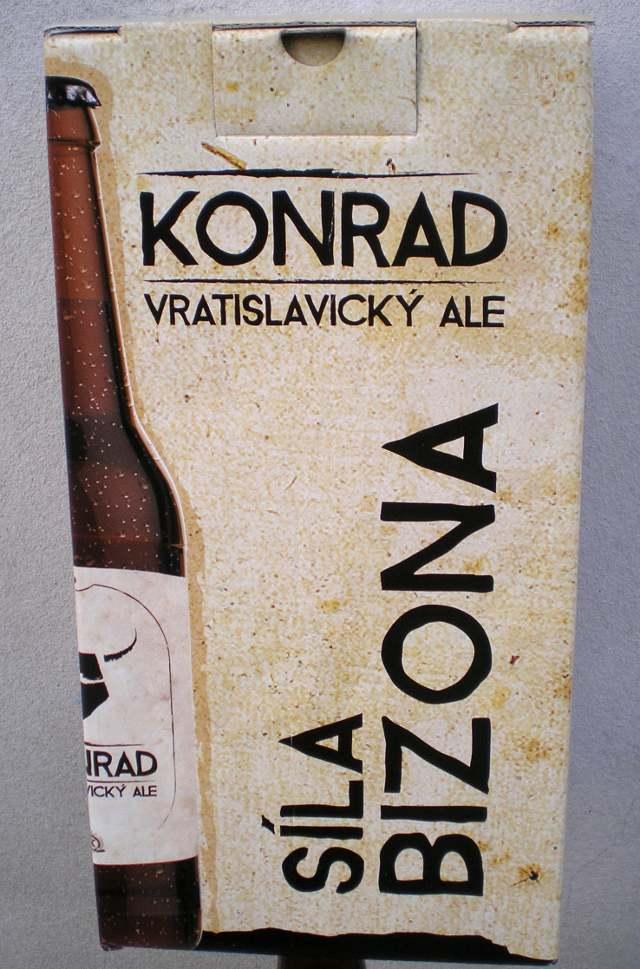 KONRAD
VRATISLAVICKÝ ALE
SÍLA
BIZONA
NRAD
VICKÝ ALE